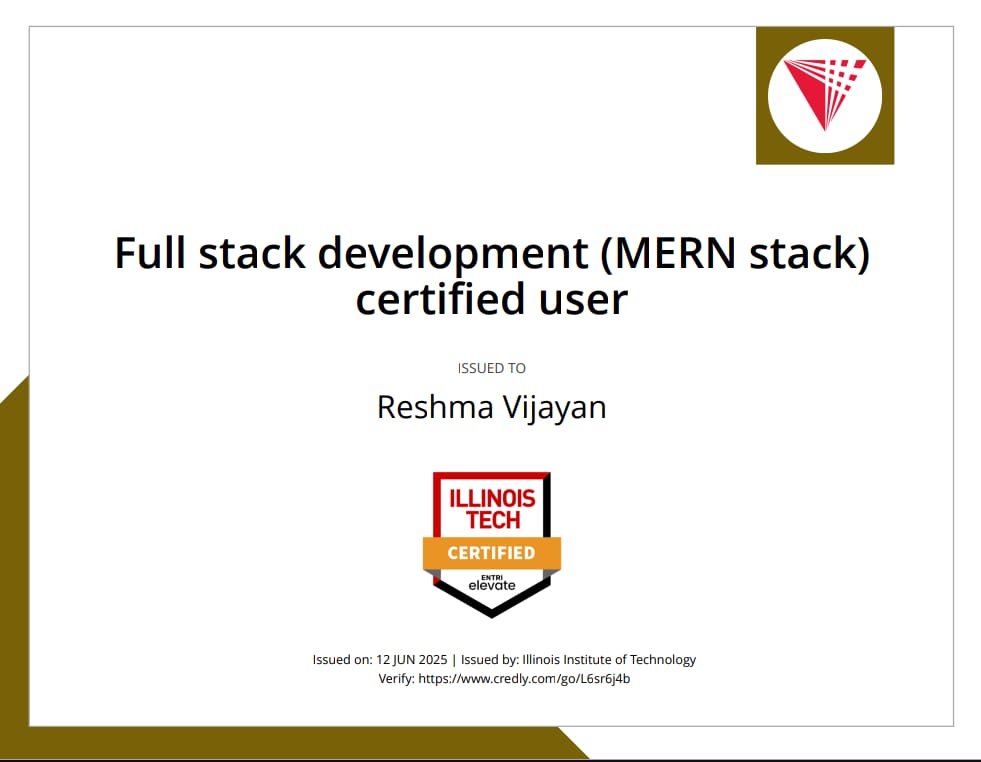 Full stack development (MERN stack)
certified user
ISSUED TO
Reshma Vijayan
ILLINOIS
TECH
CERTIFIED
ENTRI
elevate
Issued on: 12 JUN 2025 | Issued by: Illinois Institute of Technology
Verify: https://www.credly.com/go/L6sr6j4b